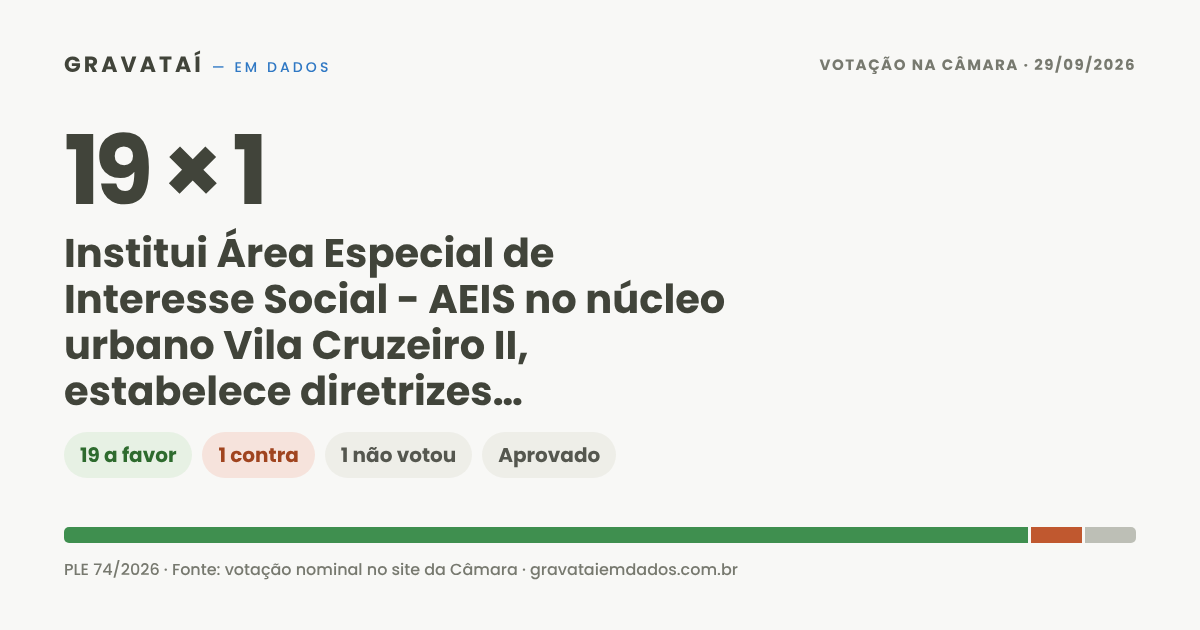 GRAVATAÍ — EM DADOS
VOTAÇÃO NA CÂMARA · 29/09/2026
19 × 1
Institui Área Especial de
Interesse Social - AEIS no núcleo
urbano Vila Cruzeiro II,
estabelece diretrizes…
19 a favor
1 contra
1 não votou
Aprovado
PLE 74/2026 · Fonte: votação nominal no site da Câmara · gravataiemdados.com.br